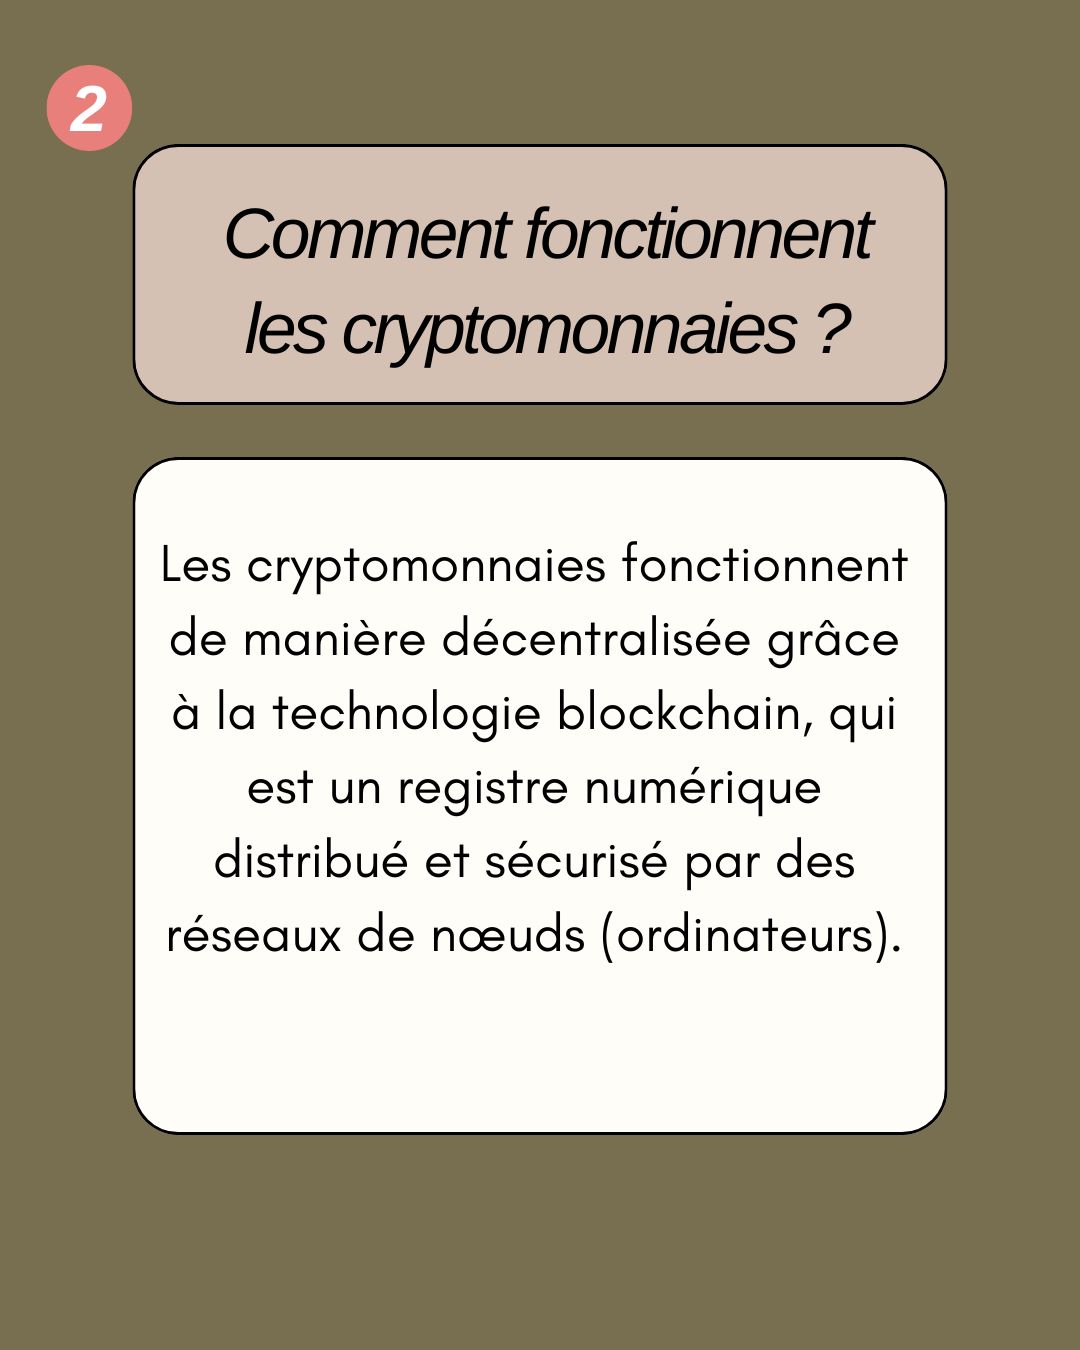 2
Comment fonctionnent
les cryptomonnaies ?
Les cryptomonnaies fonctionnent
de manière décentralisée grâce
à la technologie blockchain, qui
est un registre numérique
distribué et sécurisé par des
réseaux de nœuds (ordinateurs).